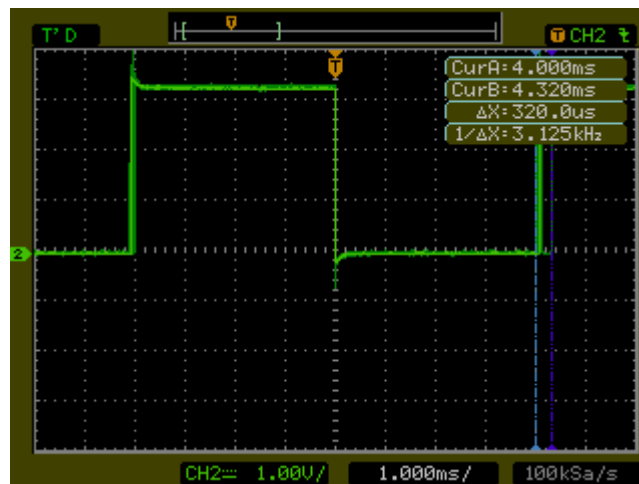 T'D
T
T CH2
CurA:4.000ms
CurB:4.320ms
ΔX:320.0us
1/ΔX:3.125kHz
T
2
CH2 1.00V/ 1.000ms/ 100kSa/s